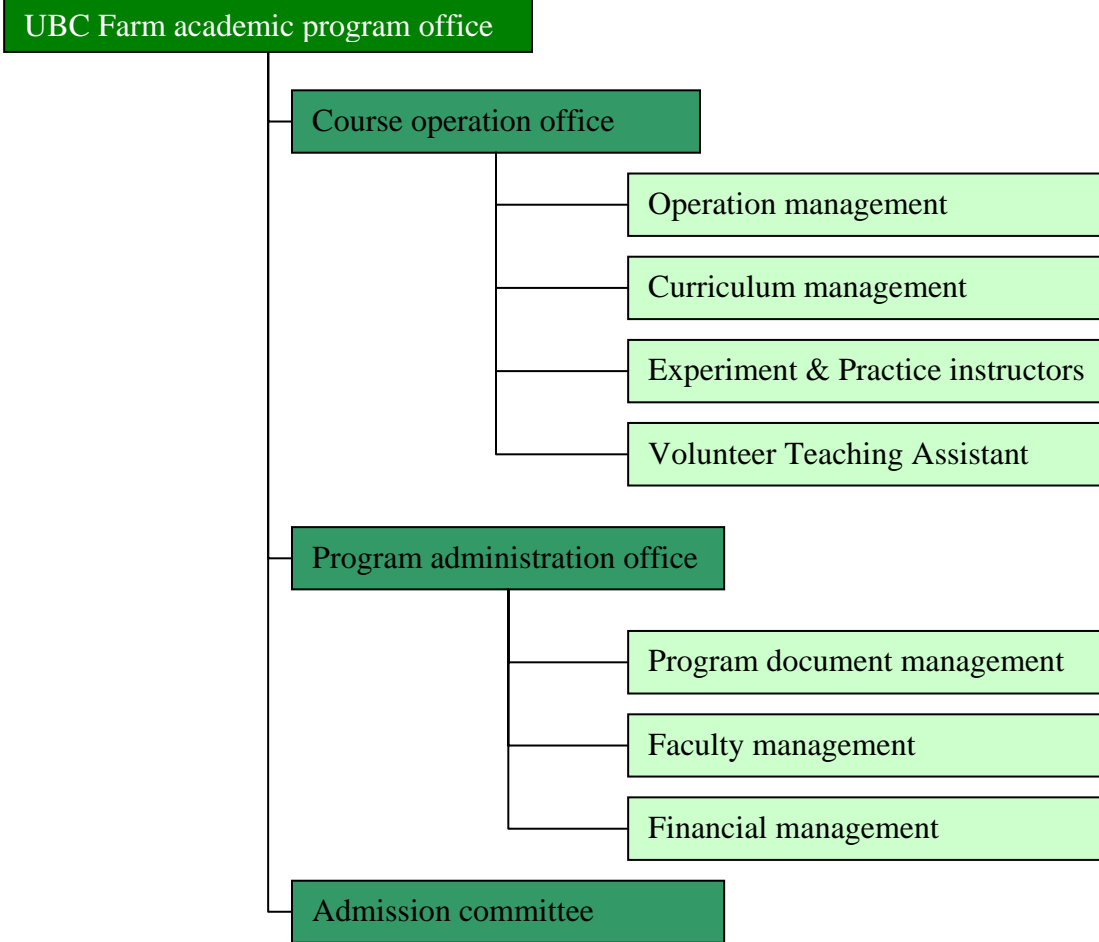 UBC Farm academic program office
Course operation office
Operation management
Curriculum management
Experiment & Practice instructors
Volunteer Teaching Assistant
Program administration office
Program document management
Faculty management
Financial management
Admission committee